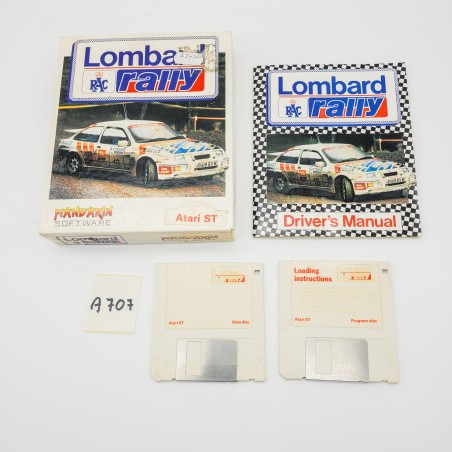 Lombard
RAC rally
MANDARIN
SOFTWARE
Atari ST
Lombard rally
Lombard
RAC rally
Driver's Manual
A707
Atari ST
Data disc
Loading
instructions
Atari ST
Program disc